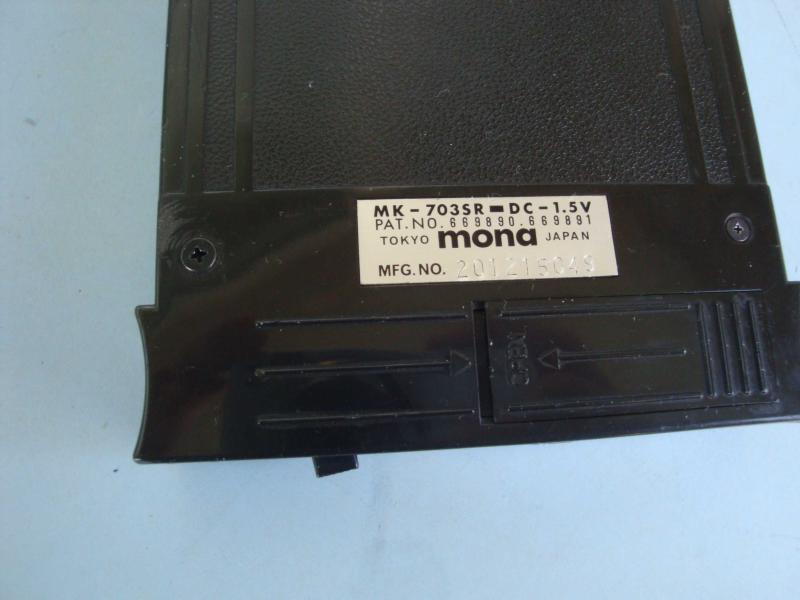 MK-703SR DC-1.5V
PAT.NO.669890.669891
TOKYO mona JAPAN
MFG.NO. 201215049
OPEN